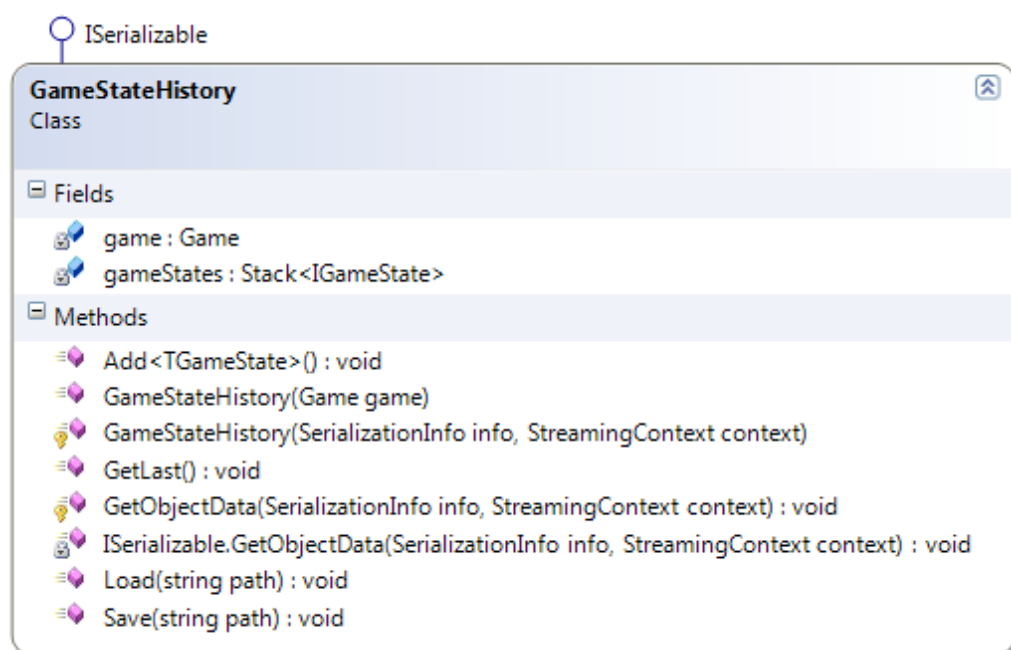 ISerializable
GameStateHistory
Class
Fields
game : Game
gameStates : Stack<IGameState>
Methods
Add<TGameState>() : void
GameStateHistory(Game game)
GameStateHistory(SerializationInfo info, StreamingContext context)
GetLast() : void
GetObjectData(SerializationInfo info, StreamingContext context) : void
ISerializable.GetObjectData(SerializationInfo info, StreamingContext context) : void
Load(string path) : void
Save(string path) : void